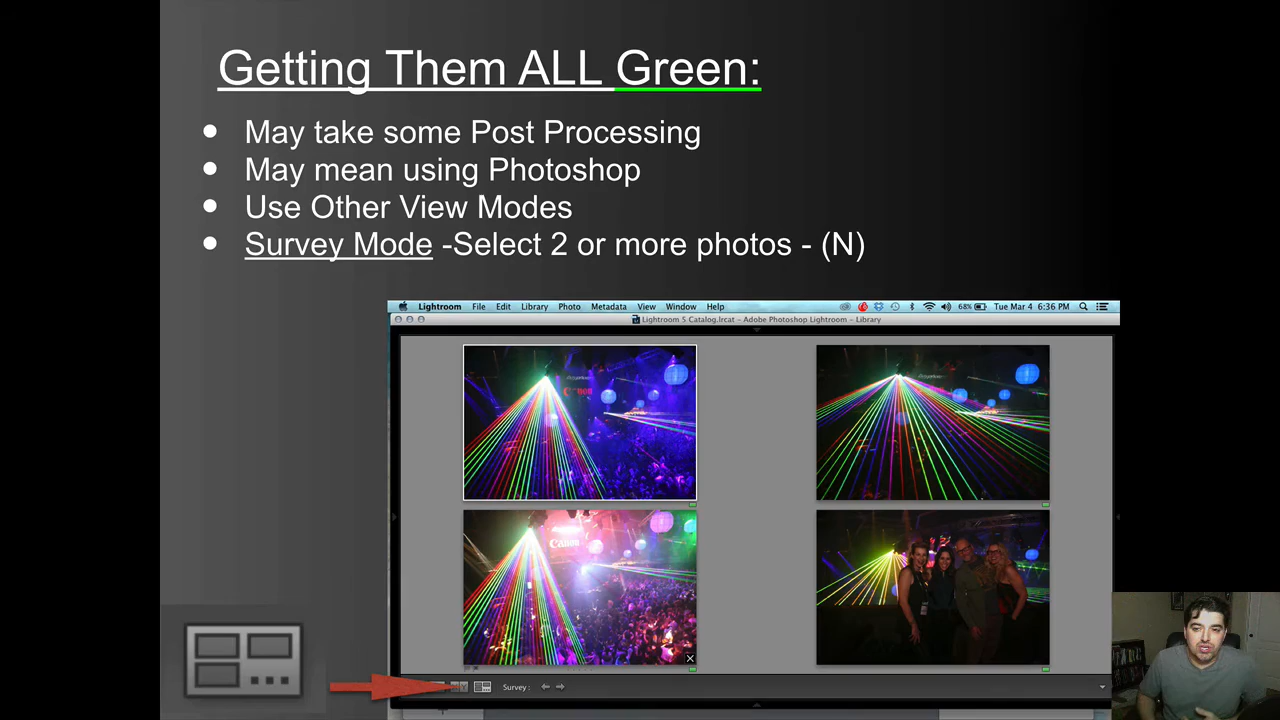 Getting Them ALL Green:
● May take some Post Processing
● May mean using Photoshop
● Use Other View Modes
● Survey Mode -Select 2 or more photos - (N)
Lightroom File Edit Library Photo Metadata View Window Help 68% Tue Mar 4 6:36 PM
Lightroom 5 Catalog.lrcat - Adobe Photoshop Lightroom - Library
Canon
Canon
Survey :